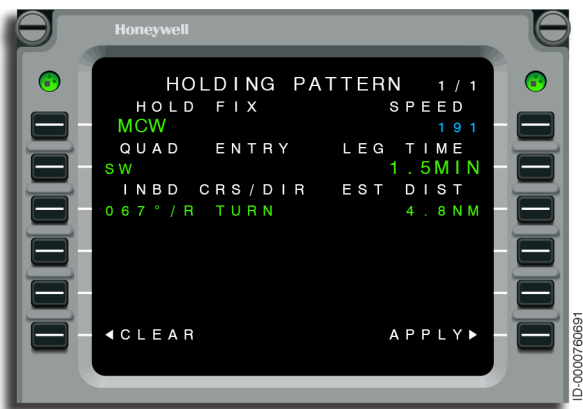 Honeywell
HOLDING PATTERN 1/1
HOLD FIX SPEED
MCW 191
QUAD ENTRY LEG TIME
SW 1.5MIN
INBD CRS/DIR EST DIST
067°/R TURN 4.8NM
◀CLEAR APPLY▶
ID-0000760691